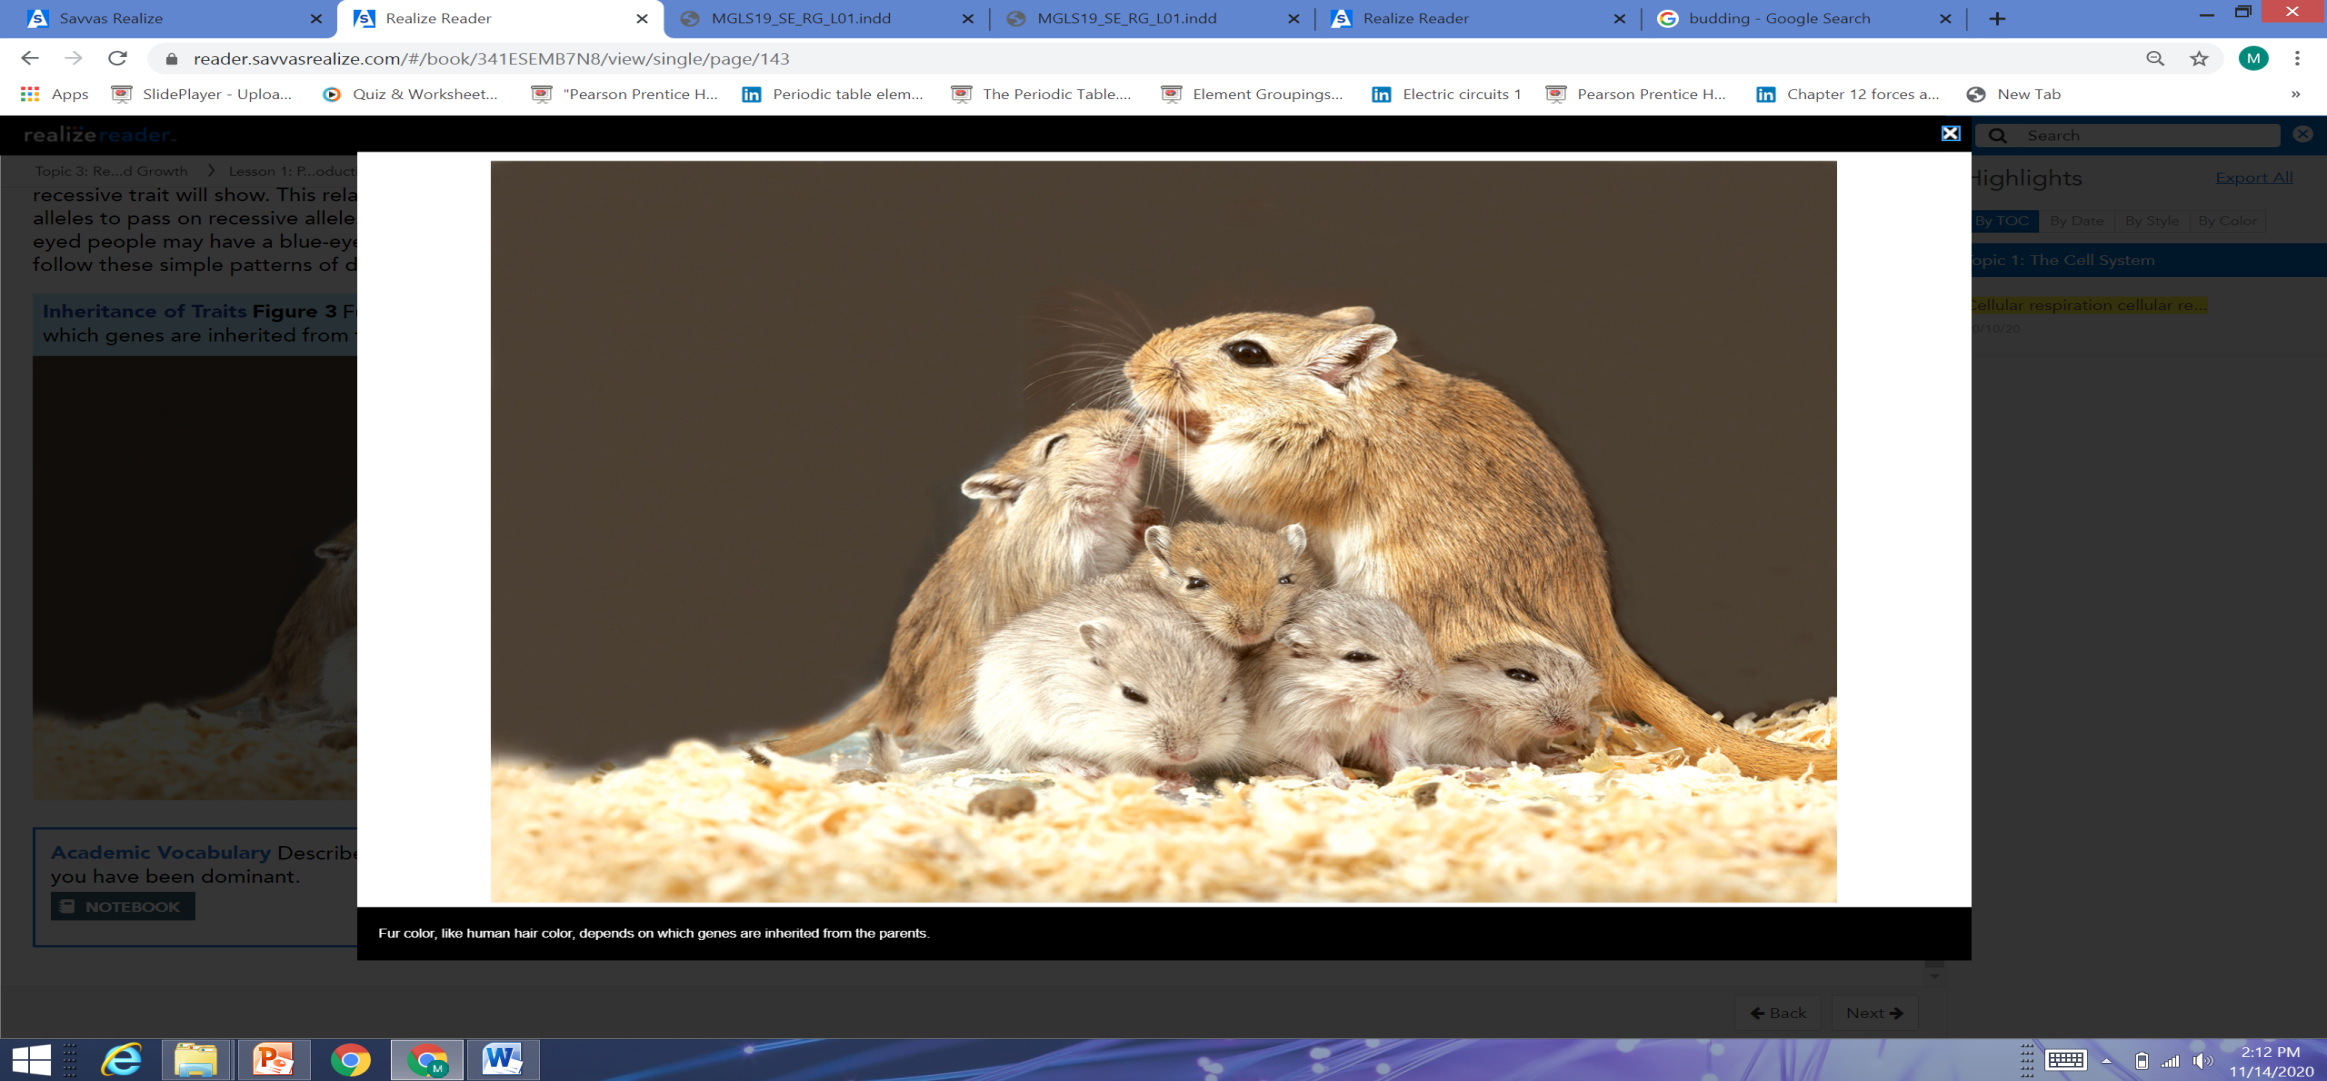 Savvas Realize
Realize Reader
MGLS19_SE_RG_L01.indd
MGLS19_SE_RG_L01.indd
Realize Reader
budding - Google Search
reader.savvasrealize.com/#/book/341ESEMB7N8/view/single/page/143
M
Apps
SlidePlayer - Uploa...
Quiz & Worksheet...
"Pearson Prentice H...
Periodic table elem...
The Periodic Table....
Element Groupings...
Electric circuits 1
Pearson Prentice H...
Chapter 12 forces a...
New Tab
»
realize reader
Search
Topic 3: Re...d Growth > Lesson 1: P...oduct
recessive trait will show. This rela
alleles to pass on recessive allele
eyed people may have a blue-eye
follow these simple patterns of d
Inheritance of Traits Figure 3 F
which genes are inherited from
Highlights
Export All
By TOC By Date By Style By Color
opic 1: The Cell System
Cellular respiration cellular re...
0/10/20
Academic Vocabulary Describe
you have been dominant.
NOTEBOOK
Fur color, like human hair color, depends on which genes are inherited from the parents.
Back
Next
2:12 PM
11/14/2020